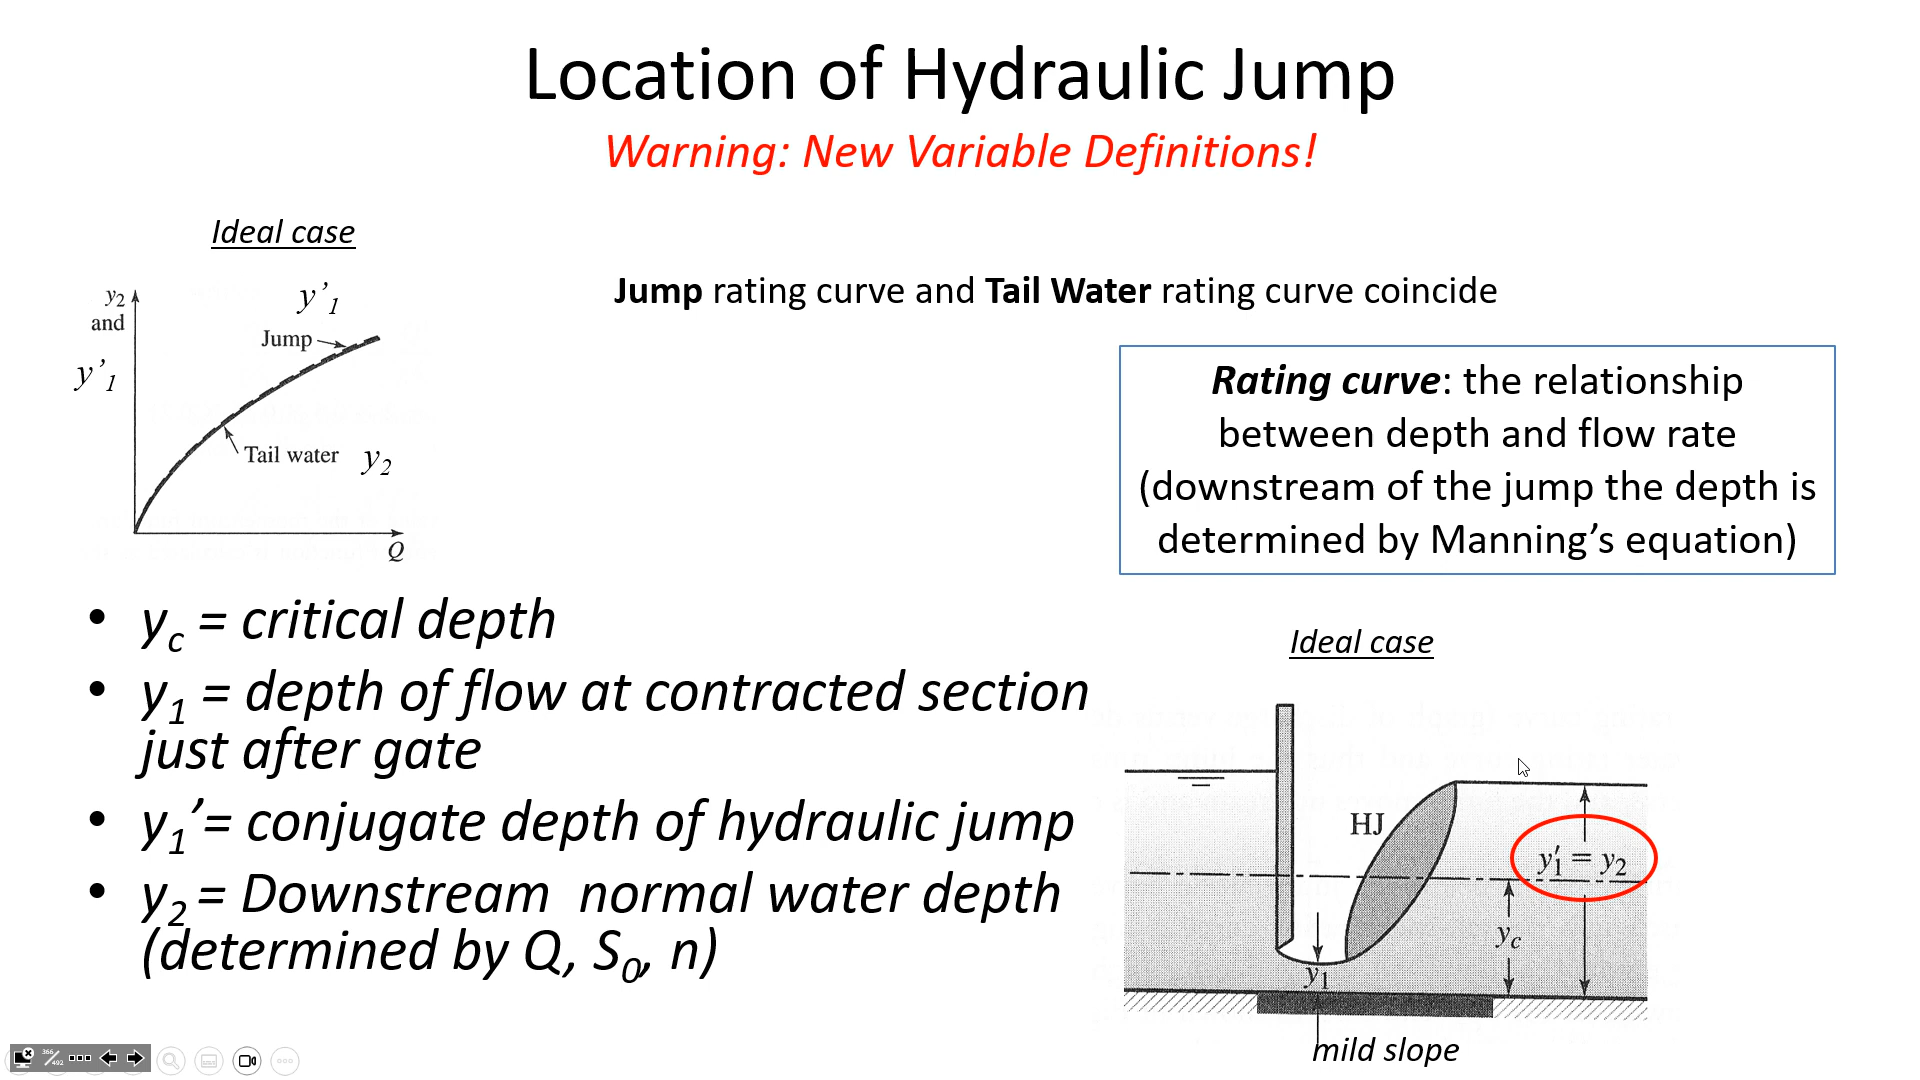 Location of Hydraulic Jump
Warning: New Variable Definitions!
Ideal case
y2
and
y’1
y’1
Jump
Tail water y2
Q
Jump rating curve and Tail Water rating curve coincide
Rating curve: the relationship
between depth and flow rate
(downstream of the jump the depth is
determined by Manning’s equation)
• yc = critical depth
• y1 = depth of flow at contracted section
just after gate
• y1’= conjugate depth of hydraulic jump
• y2 = Downstream normal water depth
(determined by Q, S0, n)
Ideal case
HJ
y′1 = y2
yc
y1
mild slope
366/492